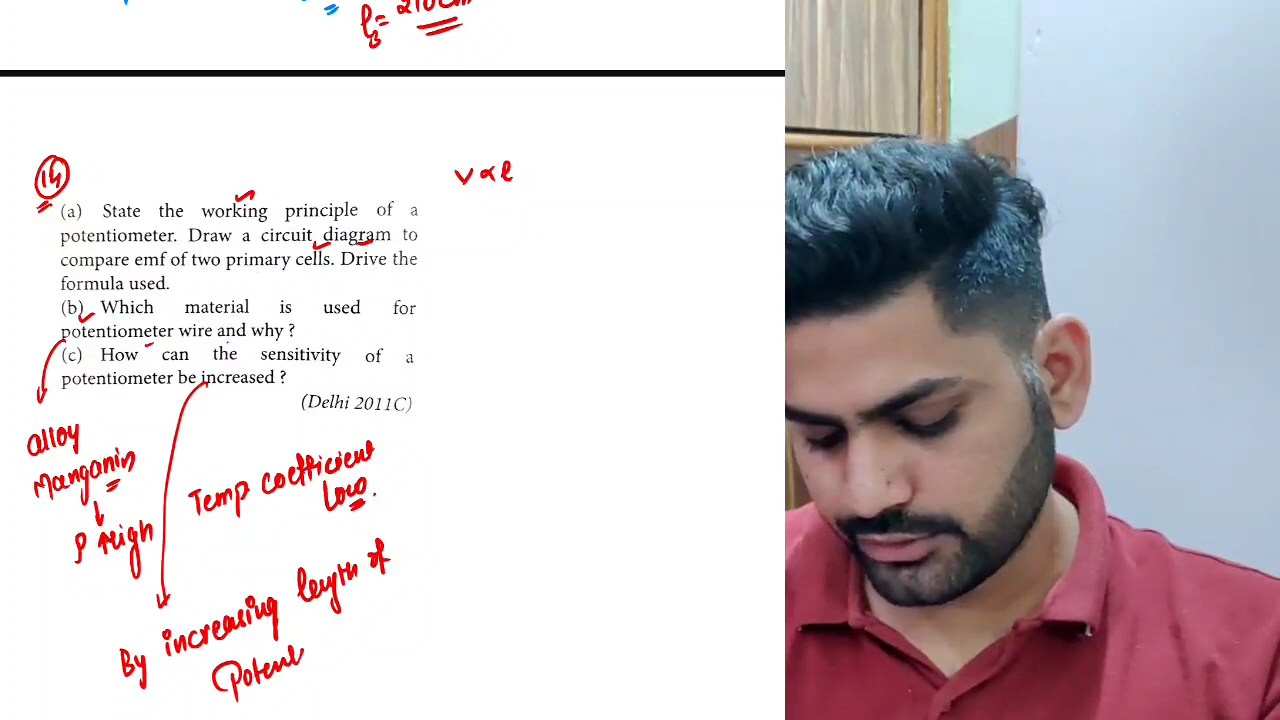 l₃= 210cm
14
V ∝ l
(a) State the working principle of a
potentiometer. Draw a circuit diagram to
compare emf of two primary cells. Drive the
formula used.
(b) Which material is used for
potentiometer wire and why ?
(c) How can the sensitivity of a
potentiometer be increased ?
(Delhi 2011C)
alloy
Manganin
ρ High
Temp coefficient
Low.
By increasing length of
Potent